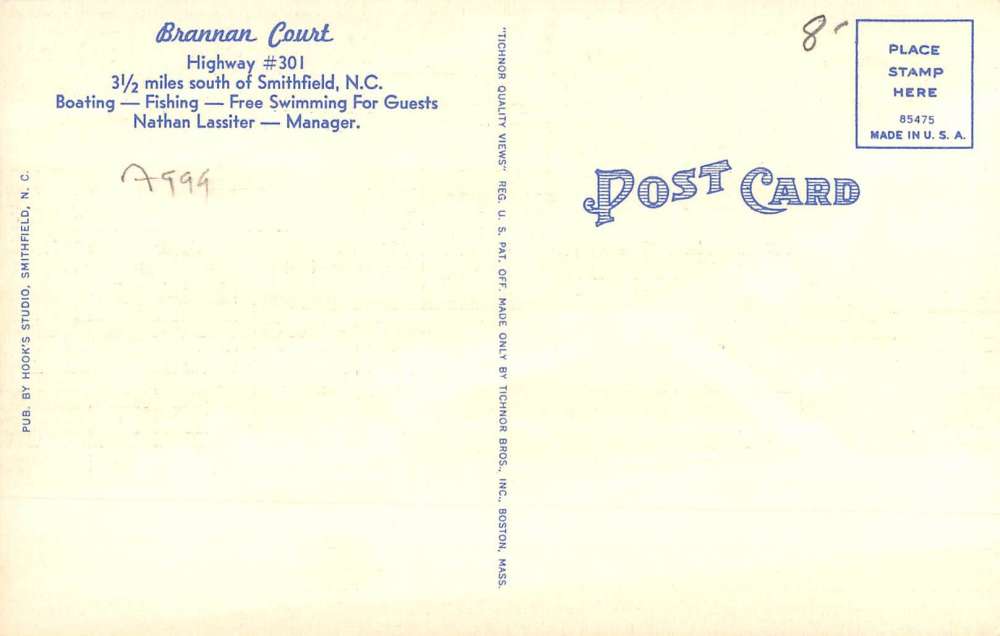 Brannan Court
Highway #301
3½ miles south of Smithfield, N.C.
Boating — Fishing — Free Swimming For Guests
Nathan Lassiter — Manager.
A999
PUB. BY HOOK'S STUDIO, SMITHFIELD, N. C.
"TICHNOR QUALITY VIEWS" REG. U. S. PAT. OFF. MADE ONLY BY TICHNOR BROS., INC., BOSTON, MASS.
8-
PLACE
STAMP
HERE
85475
MADE IN U. S. A.
POST CARD